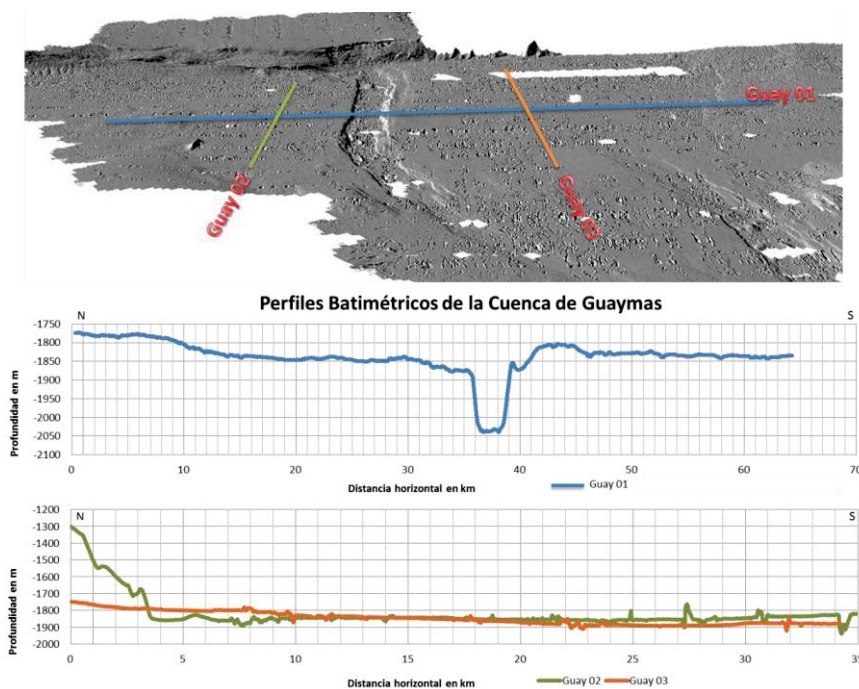 Guay 01
Guay 02
Guay 03
Perfiles Batimétricos de la Cuenca de Guaymas
N
S
-1750
-1800
-1850
-1900
-1950
-2000
-2050
-2100
Profundidad en m
0
10
20
30
40
50
60
70
Distancia horizontal en km
Guay 01
N
S
-1200
-1300
-1400
-1500
-1600
-1700
-1800
-1900
-2000
Profundidad en m
0
5
10
15
20
25
30
35
Distancia horizontal en km
Guay 02
Guay 03